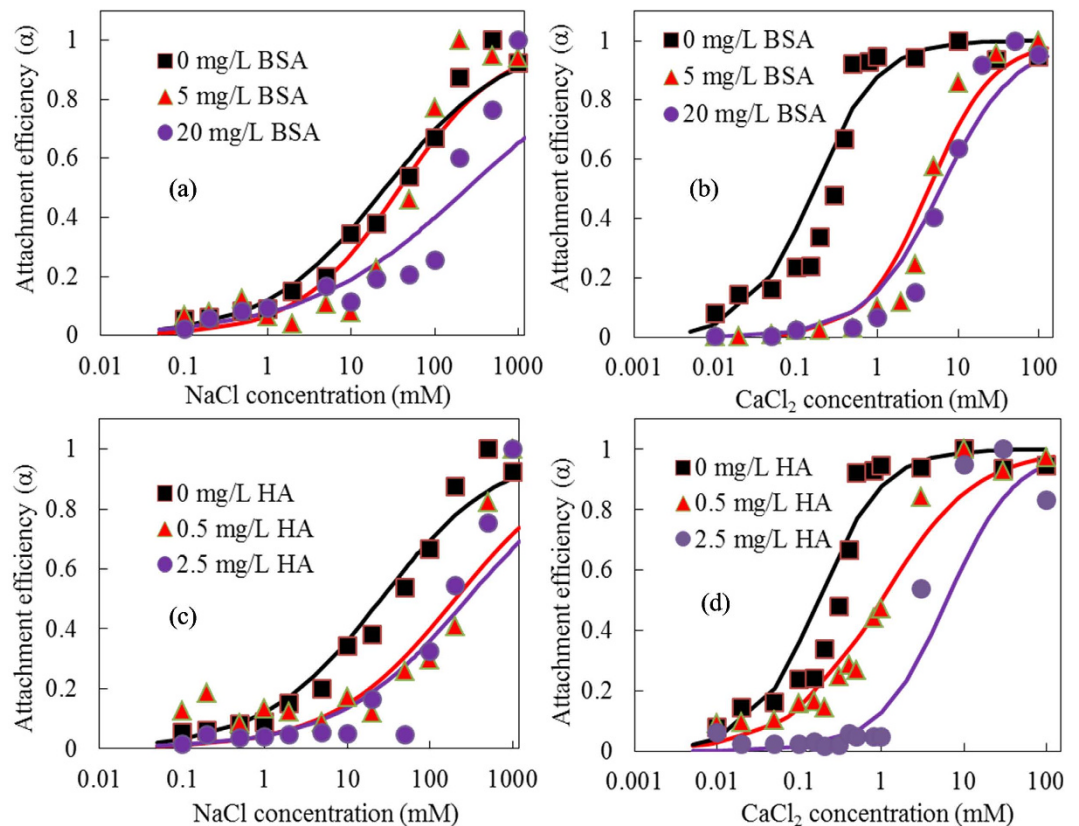 Attachment efficiency (α)
1
0.8
0.6
0.4
0.2
0
0 mg/L BSA
5 mg/L BSA
20 mg/L BSA
(a)
0.01 0.1 1 10 100 1000
NaCl concentration (mM)
Attachment efficiency (α)
1
0.8
0.6
0.4
0.2
0
0 mg/L BSA
5 mg/L BSA
20 mg/L BSA
(b)
0.001 0.01 0.1 1 10 100
CaCl₂ concentration (mM)
Attachment efficiency (α)
1
0.8
0.6
0.4
0.2
0
0 mg/L HA
0.5 mg/L HA
2.5 mg/L HA
(c)
0.01 0.1 1 10 100 1000
NaCl concentration (mM)
Attachment efficiency (α)
1
0.8
0.6
0.4
0.2
0
0 mg/L HA
0.5 mg/L HA
2.5 mg/L HA
(d)
0.001 0.01 0.1 1 10 100
CaCl₂ concentration (mM)